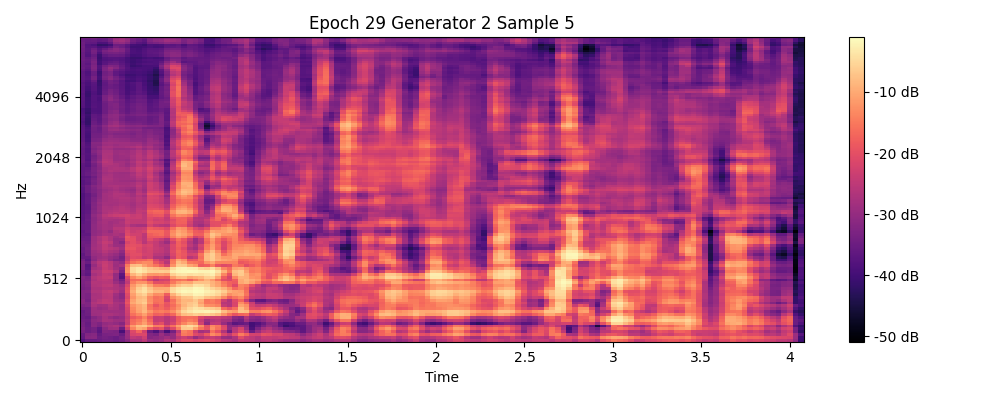 Epoch 29 Generator 2 Sample 5
Hz
4096
2048
1024
512
0
0 0.5 1 1.5 2 2.5 3 3.5 4
Time
-10 dB
-20 dB
-30 dB
-40 dB
-50 dB